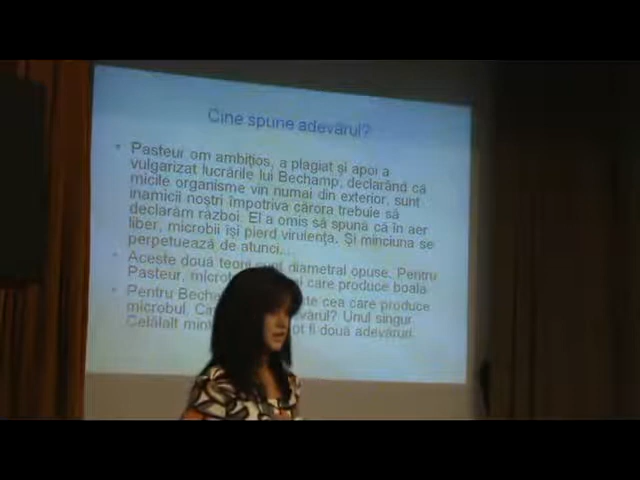 Cine spune adevărul?
• Pasteur om ambițios, a plagiat și apoi a
vulgarizat lucrările lui Bechamp, declarând că
micile organisme vin numai din exterior, sunt
inamicii noștri împotriva cărora trebuie să
declarăm război. El a omis să spună că în aer
liber, microbii își pierd virulența. Și minciuna se
perpetuează de atunci...
• Aceste două teorii sunt diametral opuse. Pentru
Pasteur, care produce boala
• Pentru cea care produce
microbul. Unul singur.
Celălalt fi două adevăruri.